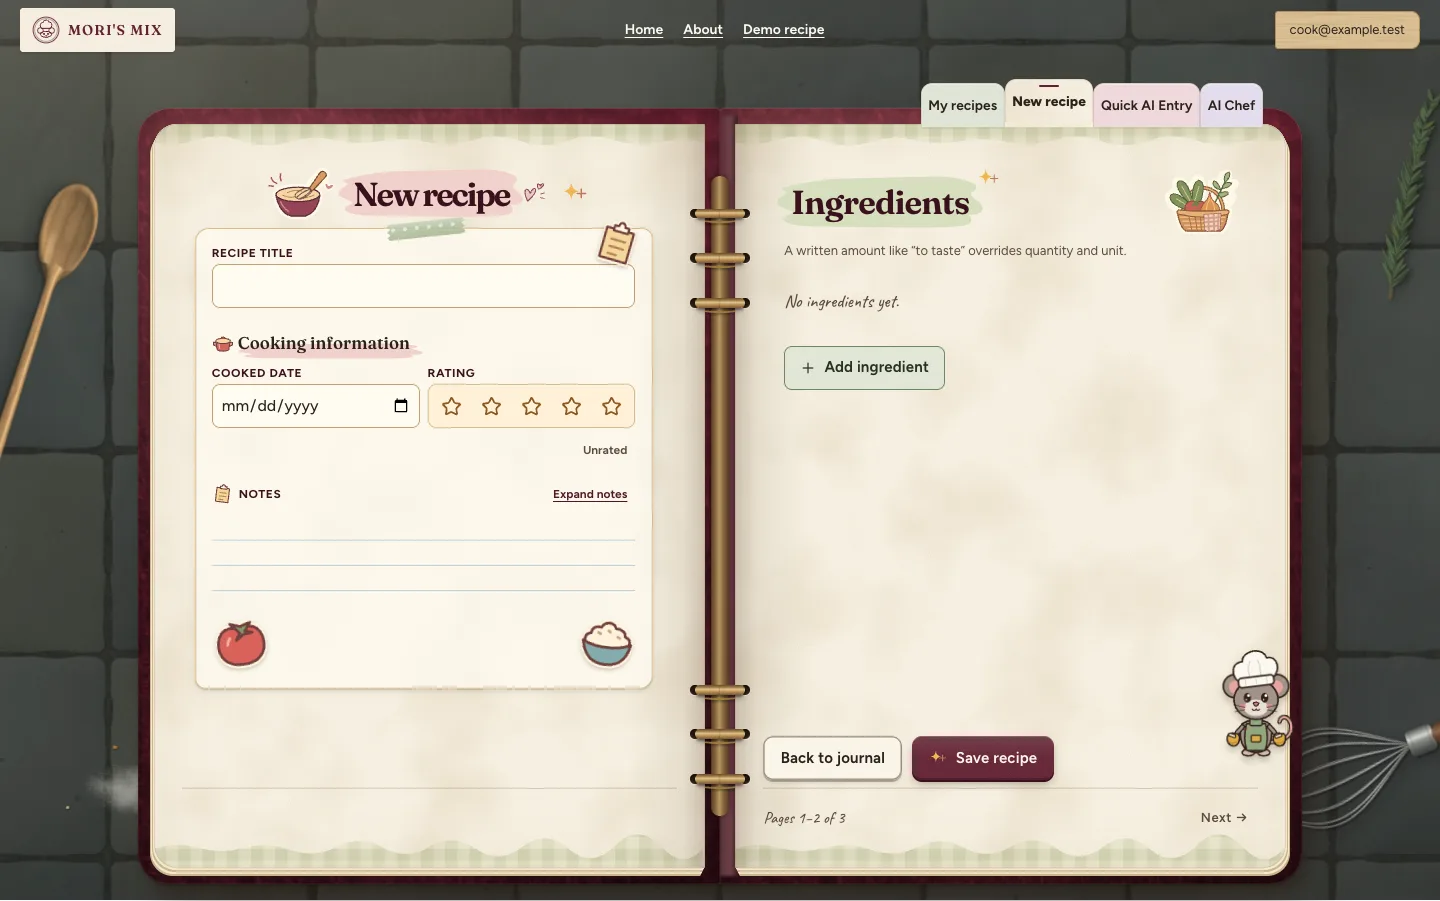 MORI'S MIX
Home
About
Demo recipe
cook@example.test
My recipes
New recipe
Quick AI Entry
AI Chef
New recipe
RECIPE TITLE
Cooking information
COOKED DATE
RATING
mm/dd/yyyy
Unrated
NOTES
Expand notes
Ingredients
A written amount like “to taste” overrides quantity and unit.
No ingredients yet.
+ Add ingredient
Back to journal
Save recipe
Pages 1–2 of 3
Next →